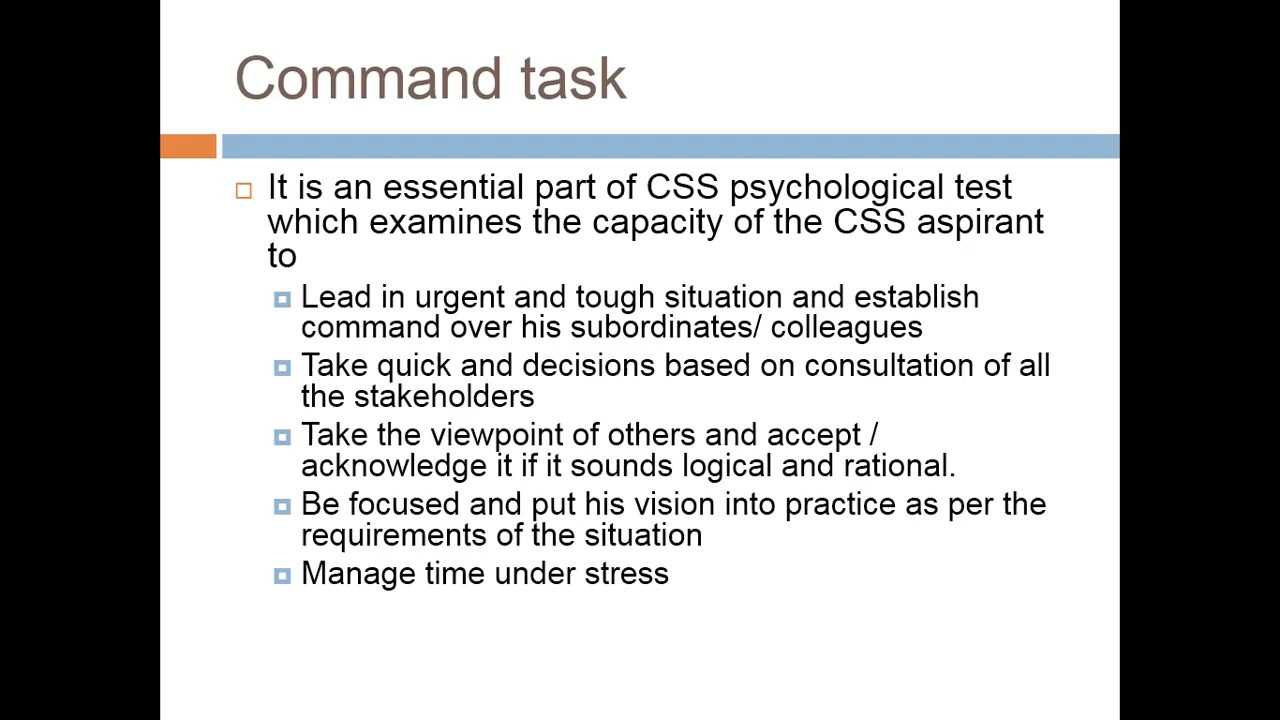 Command task
It is an essential part of CSS psychological test
which examines the capacity of the CSS aspirant
to
Lead in urgent and tough situation and establish
command over his subordinates/ colleagues
Take quick and decisions based on consultation of all
the stakeholders
Take the viewpoint of others and accept /
acknowledge it if it sounds logical and rational.
Be focused and put his vision into practice as per the
requirements of the situation
Manage time under stress